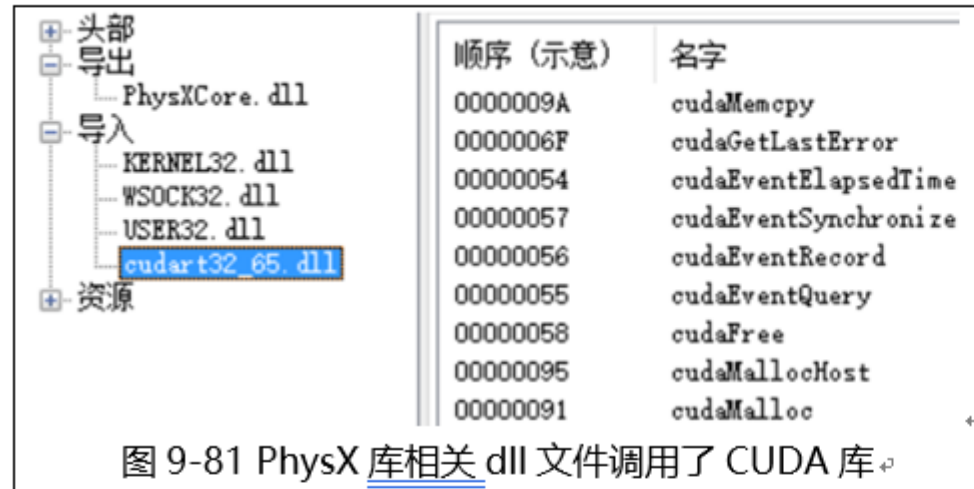 头部
导出
PhysXCore.dll
导入
KERNEL32.dll
WSOCK32.dll
USER32.dll
cudart32_65.dll
资源
顺序（示意） 名字
0000009A cudaMemcpy
0000006F cudaGetLastError
00000054 cudaEventElapsedTime
00000057 cudaEventSynchronize
00000056 cudaEventRecord
00000055 cudaEventQuery
00000058 cudaFree
00000095 cudaMallocHost
00000091 cudaMalloc
图 9-81 PhysX 库相关 dll 文件调用了 CUDA 库